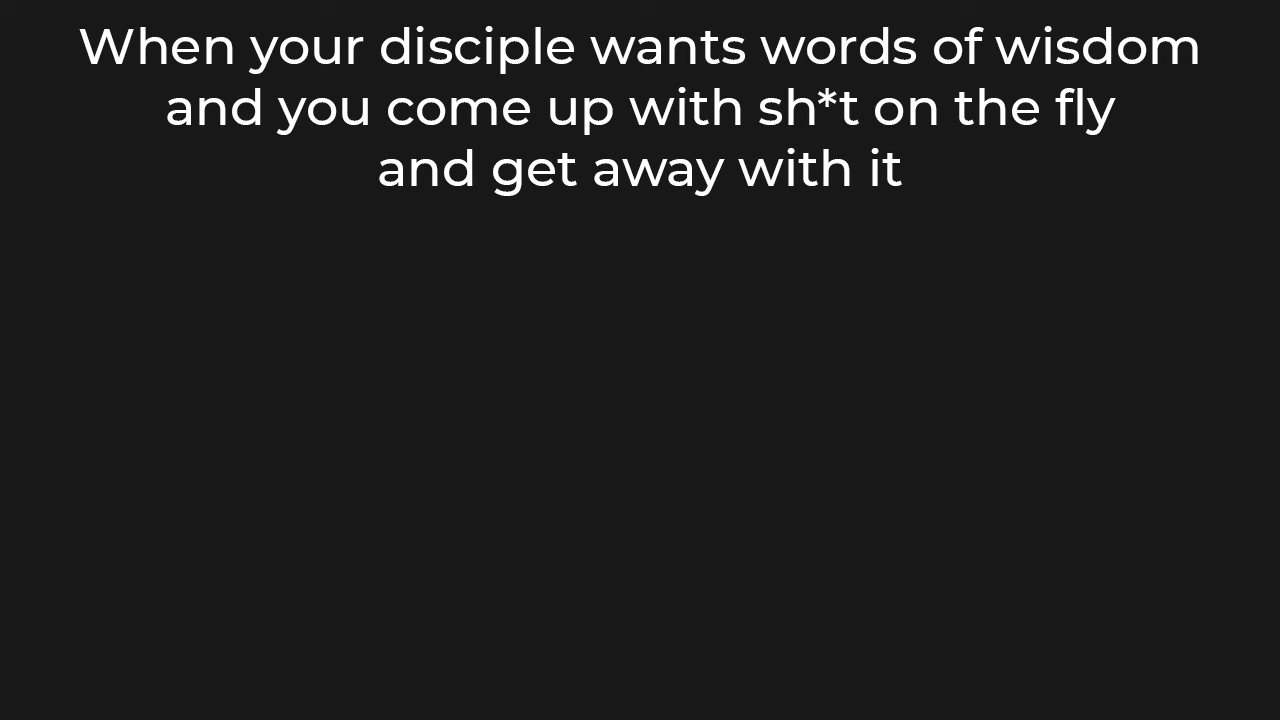 When your disciple wants words of wisdom
and you come up with sh*t on the fly
and get away with it